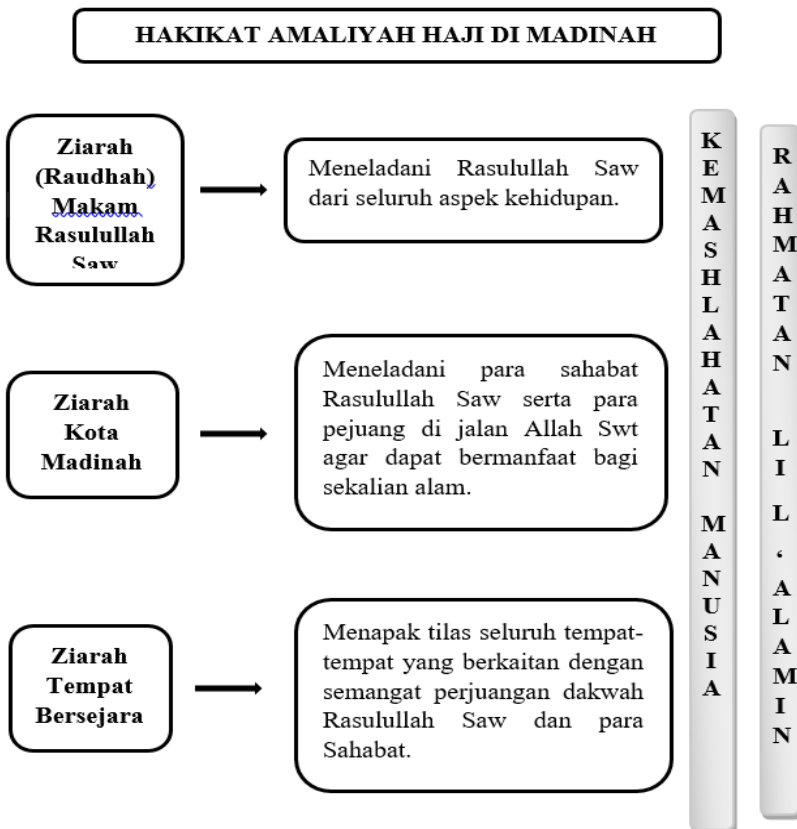 HAKIKAT AMALIYAH HAJI DI MADINAH
Ziarah
(Raudhah)
Makam
Rasulullah
Saw
Meneladani Rasulullah Saw
dari seluruh aspek kehidupan.
Ziarah
Kota
Madinah
Meneladani para sahabat
Rasulullah Saw serta para
pejuang di jalan Allah Swt
agar dapat bermanfaat bagi
sekalian alam.
Ziarah
Tempat
Bersejara
Menapak tilas seluruh tempat-
tempat yang berkaitan dengan
semangat perjuangan dakwah
Rasulullah Saw dan para
Sahabat.
KEMASHLAHATAN MANUSIA
RAHMATAN LIL ‘ALAMIN